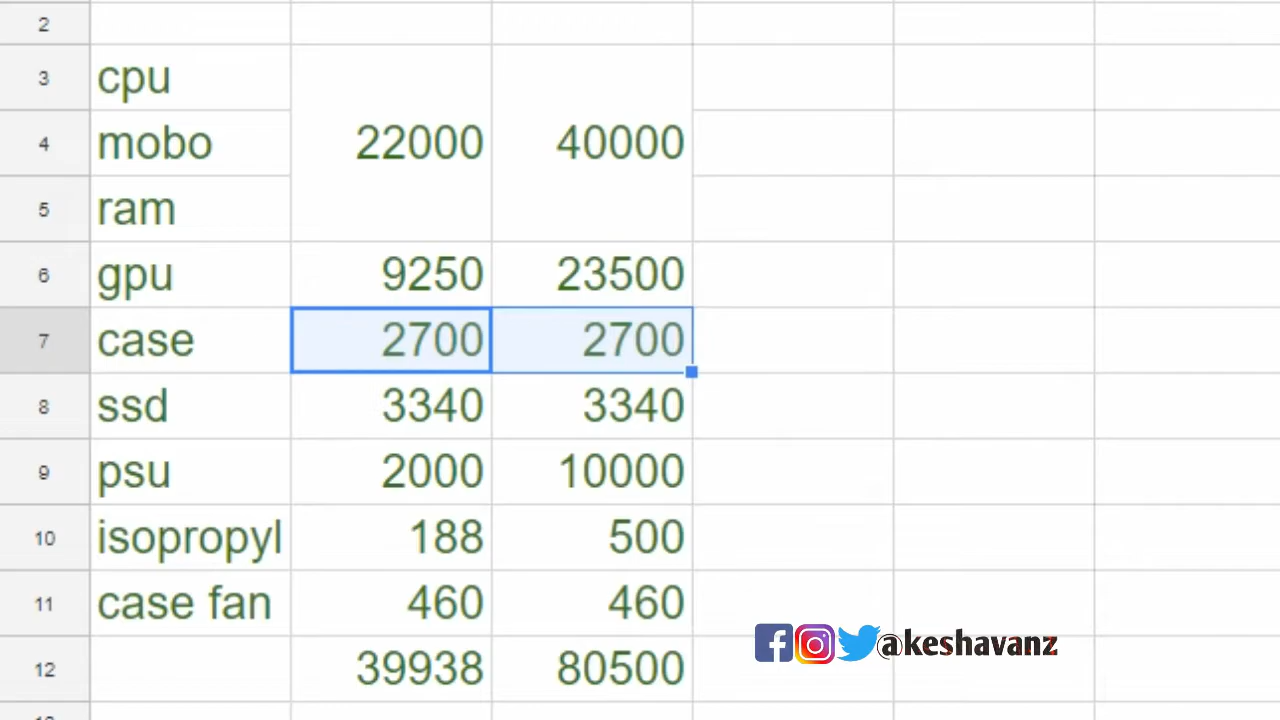 2
3 cpu
4 mobo 22000 40000
5 ram
6 gpu 9250 23500
7 case 2700 2700
8 ssd 3340 3340
9 psu 2000 10000
10 isopropyl 188 500
11 case fan 460 460
@keshavanz
12 39938 80500